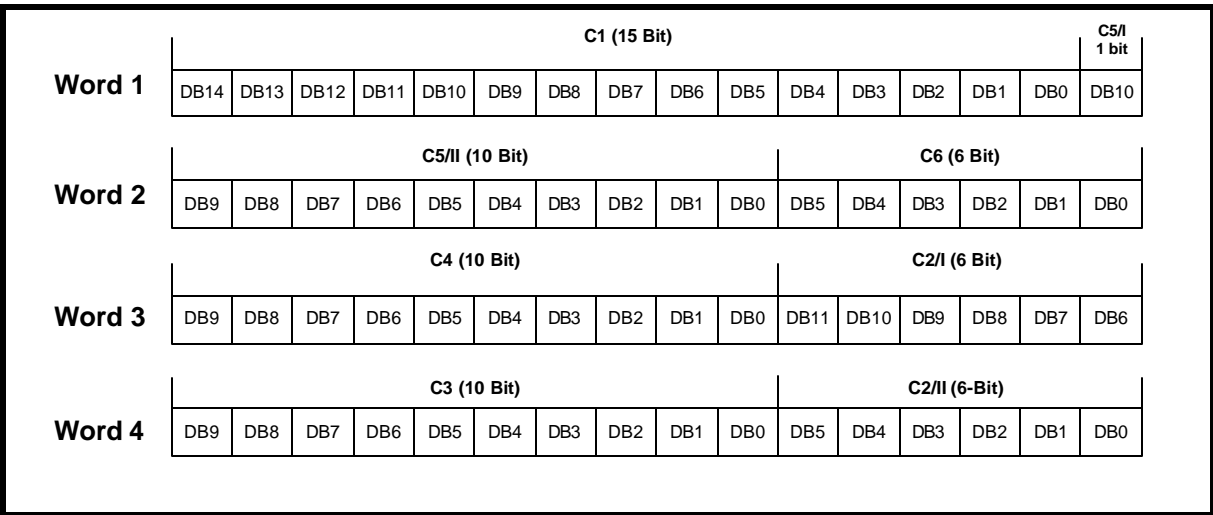 C1 (15 Bit) C5/I
1 bit
Word 1 DB14 DB13 DB12 DB11 DB10 DB9 DB8 DB7 DB6 DB5 DB4 DB3 DB2 DB1 DB0 DB10
C5/II (10 Bit) C6 (6 Bit)
Word 2 DB9 DB8 DB7 DB6 DB5 DB4 DB3 DB2 DB1 DB0 DB5 DB4 DB3 DB2 DB1 DB0
C4 (10 Bit) C2/I (6 Bit)
Word 3 DB9 DB8 DB7 DB6 DB5 DB4 DB3 DB2 DB1 DB0 DB11 DB10 DB9 DB8 DB7 DB6
C3 (10 Bit) C2/II (6-Bit)
Word 4 DB9 DB8 DB7 DB6 DB5 DB4 DB3 DB2 DB1 DB0 DB5 DB4 DB3 DB2 DB1 DB0